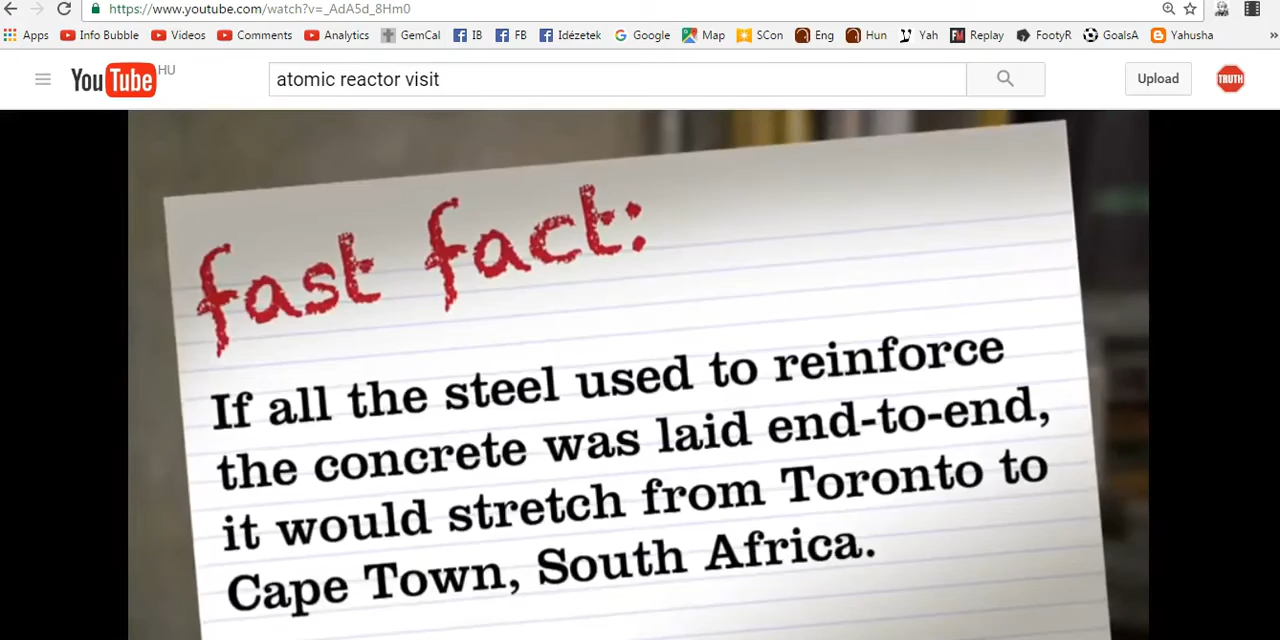 https://www.youtube.com/watch?v=_AdA5d_8Hm0
Apps Info Bubble Videos Comments Analytics GemCal IB FB Idézetek Google Map SCon Eng Hun Yah Replay FootyR GoalsA Yahusha »
YouTube HU atomic reactor visit Upload TRUTH
fast fact:
If all the steel used to reinforce
the concrete was laid end-to-end,
it would stretch from Toronto to
Cape Town, South Africa.